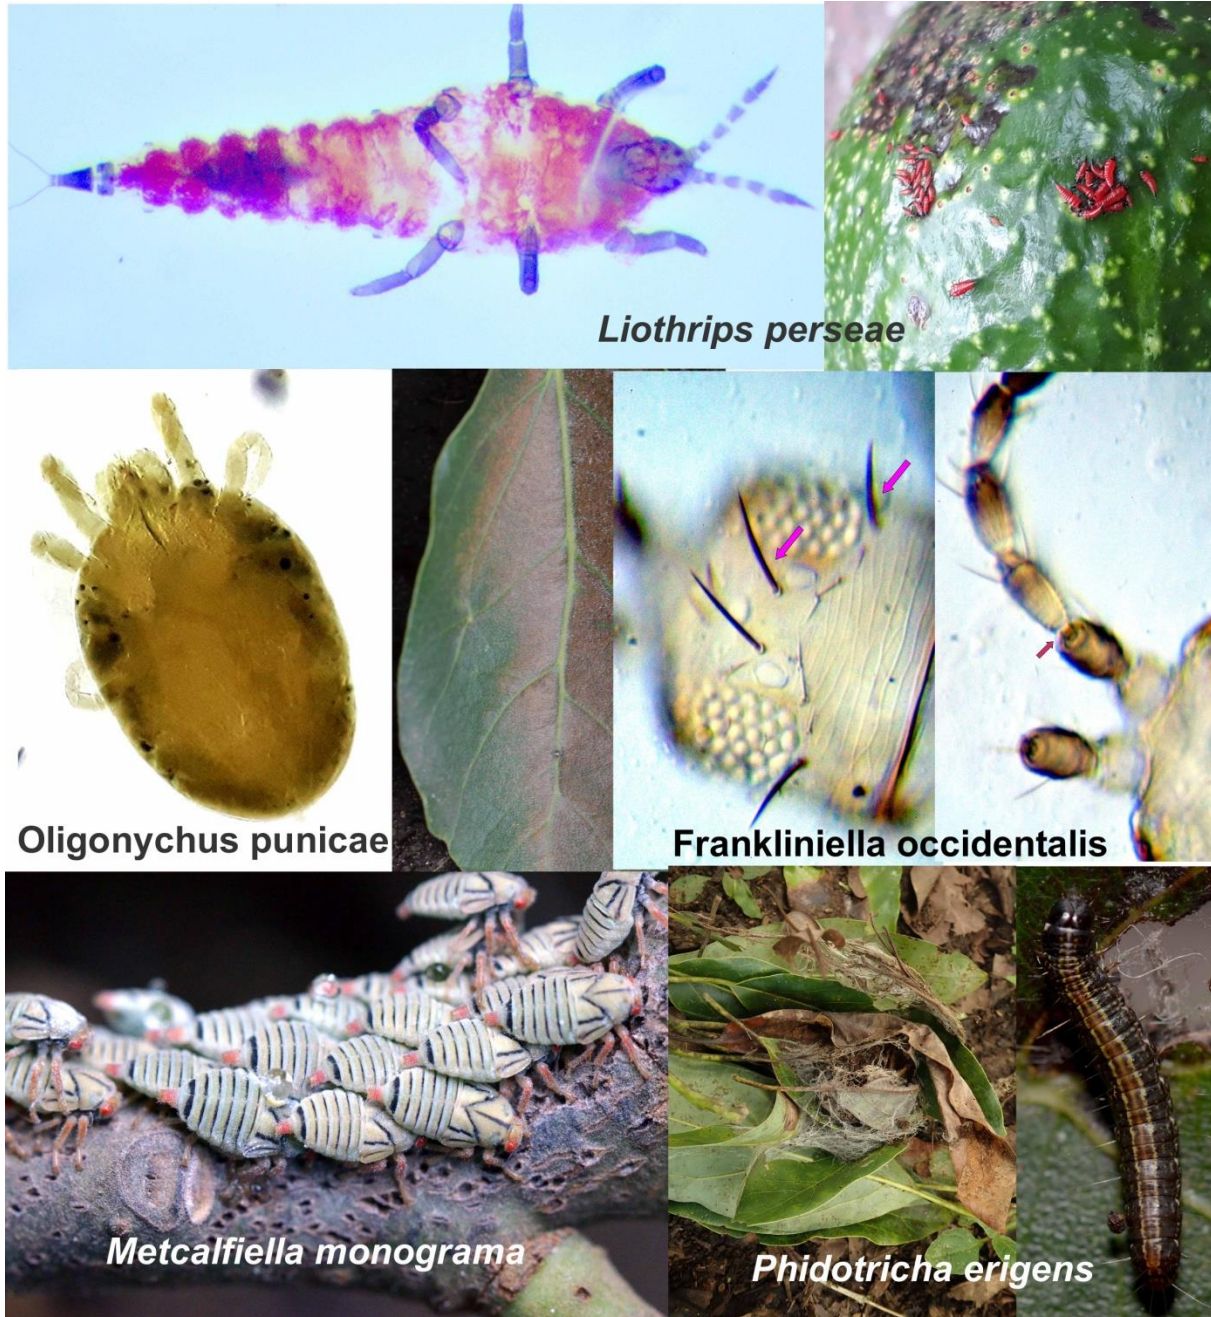 Liothrips perseae
Oligonychus punicae
Frankliniella occidentalis
Metcalfiella monograma
Phidotricha erigens